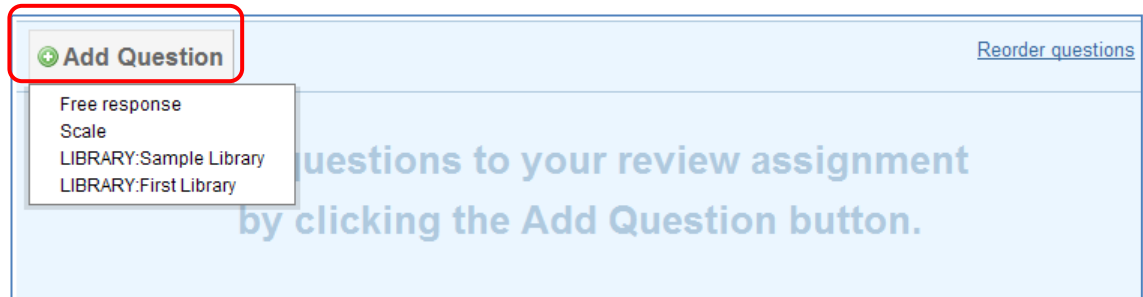 Add Question
Reorder questions
Free response
Scale
LIBRARY:Sample Library
LIBRARY:First Library
questions to your review assignment
by clicking the Add Question button.